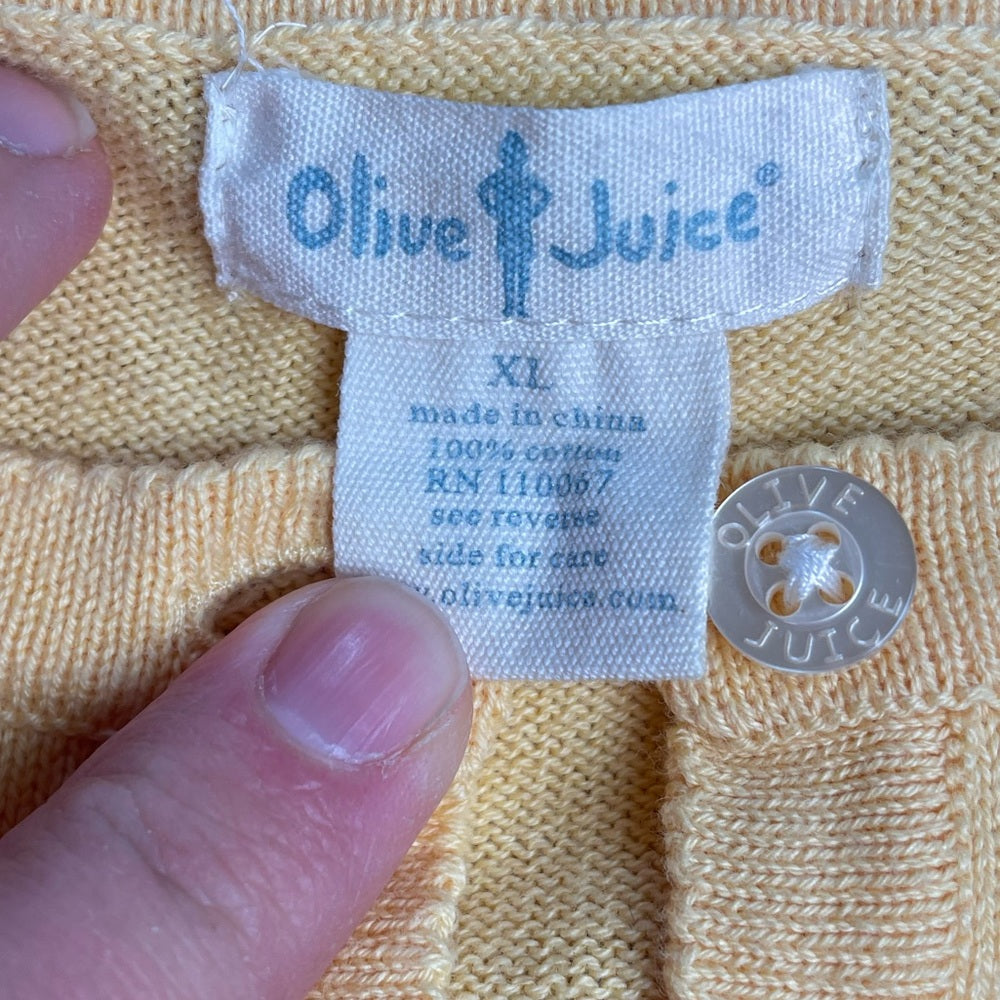 Olive Juice®
XL
made in china
100% cotton
RN 110067
see reverse
side for care
.olivejuice.com
OLIVE
JUICE